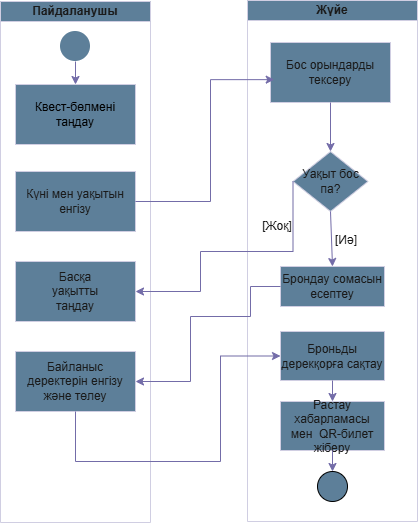 Пайдаланушы
Квест-бөлмені
таңдау
Күні мен уақытын
енгізу
Басқа
уақытты
таңдау
Байланыс
деректерін енгізу
және төлеу
Жүйе
Бос орындарды
тексеру
Уақыт бос
па?
[Жоқ]
[Иә]
Брондау сомасын
есептеу
Броньды
дерекқорға сақтау
Растау
хабарламасы
мен QR-билет
жіберу